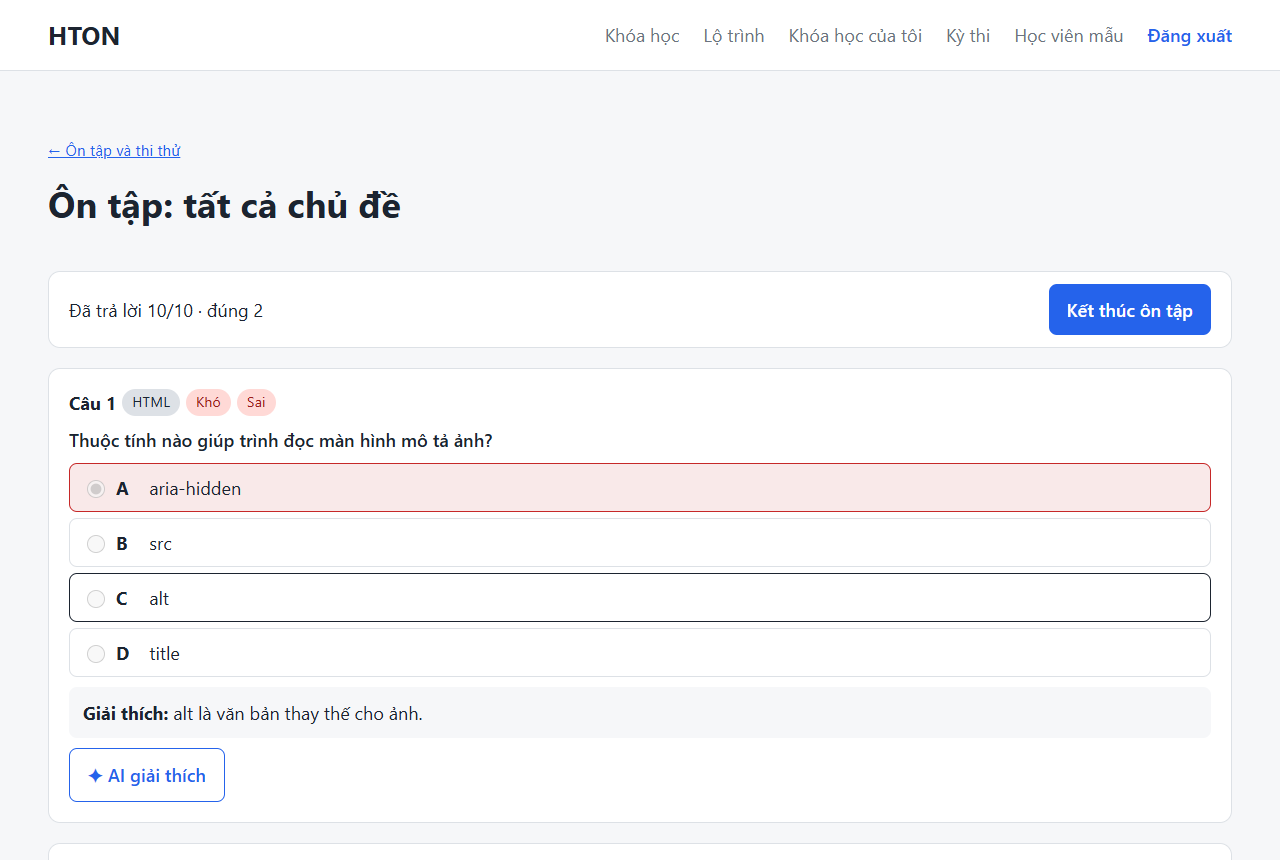 HTON
Khóa học
Lộ trình
Khóa học của tôi
Kỳ thi
Học viên mẫu
Đăng xuất
← Ôn tập và thi thử
Ôn tập: tất cả chủ đề
Đã trả lời 10/10 · đúng 2
Kết thúc ôn tập
Câu 1 HTML Khó Sai
Thuộc tính nào giúp trình đọc màn hình mô tả ảnh?
A aria-hidden
B src
C alt
D title
Giải thích: alt là văn bản thay thế cho ảnh.
✦ AI giải thích